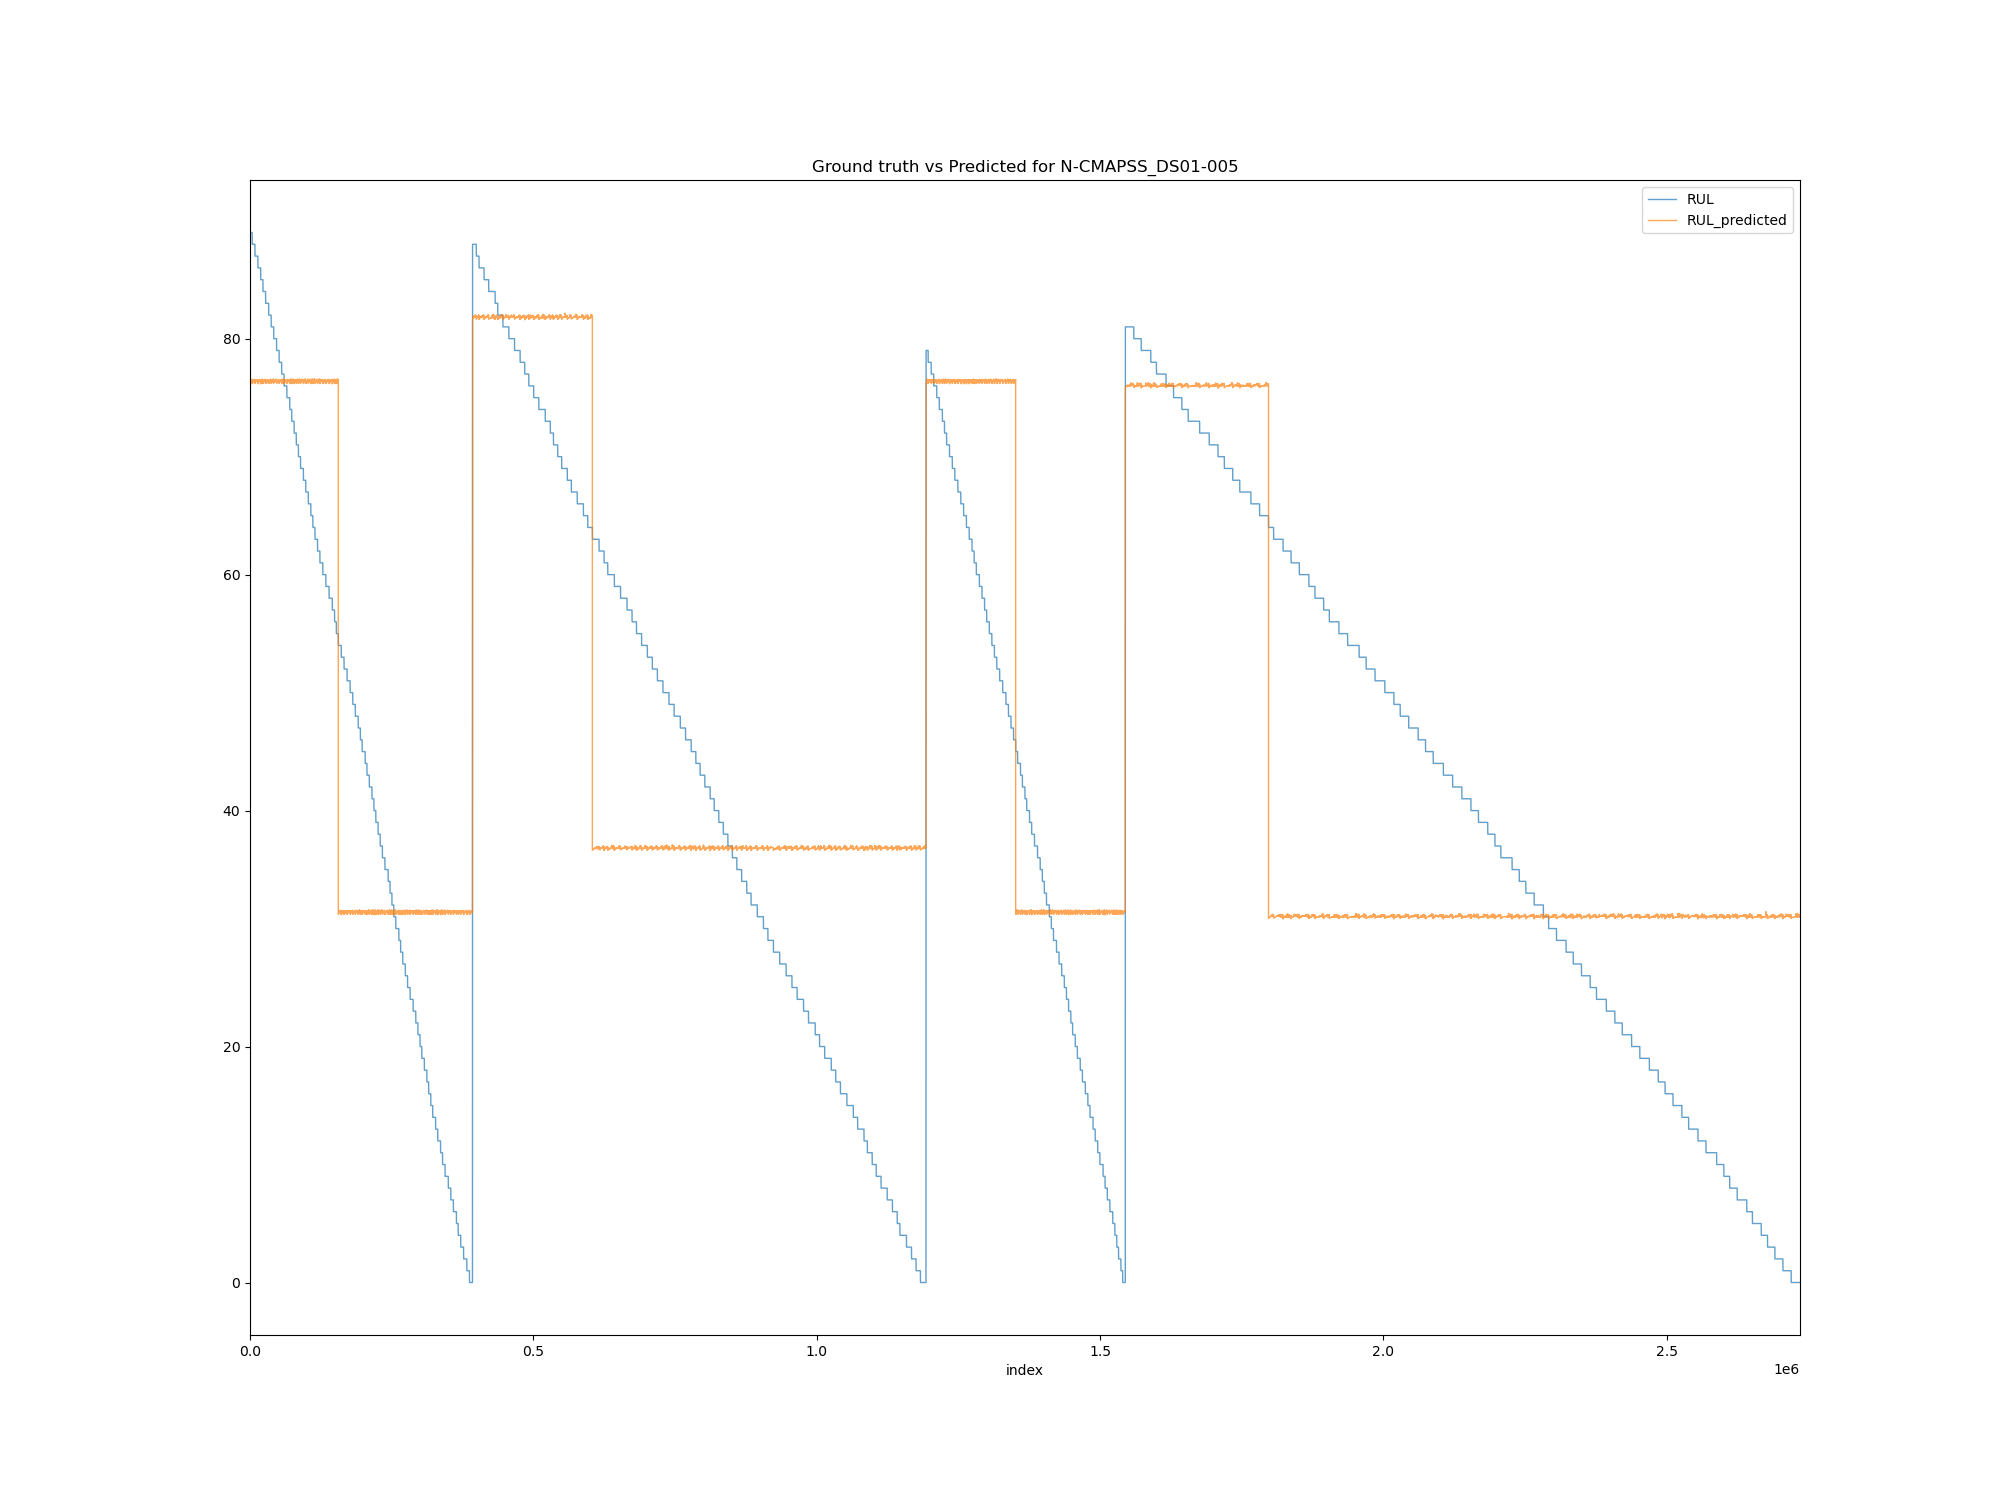 Ground truth vs Predicted for N-CMAPSS_DS01-005
RUL
RUL_predicted
80
60
40
20
0
0.0 0.5 1.0 1.5 2.0 2.5
1e6
index